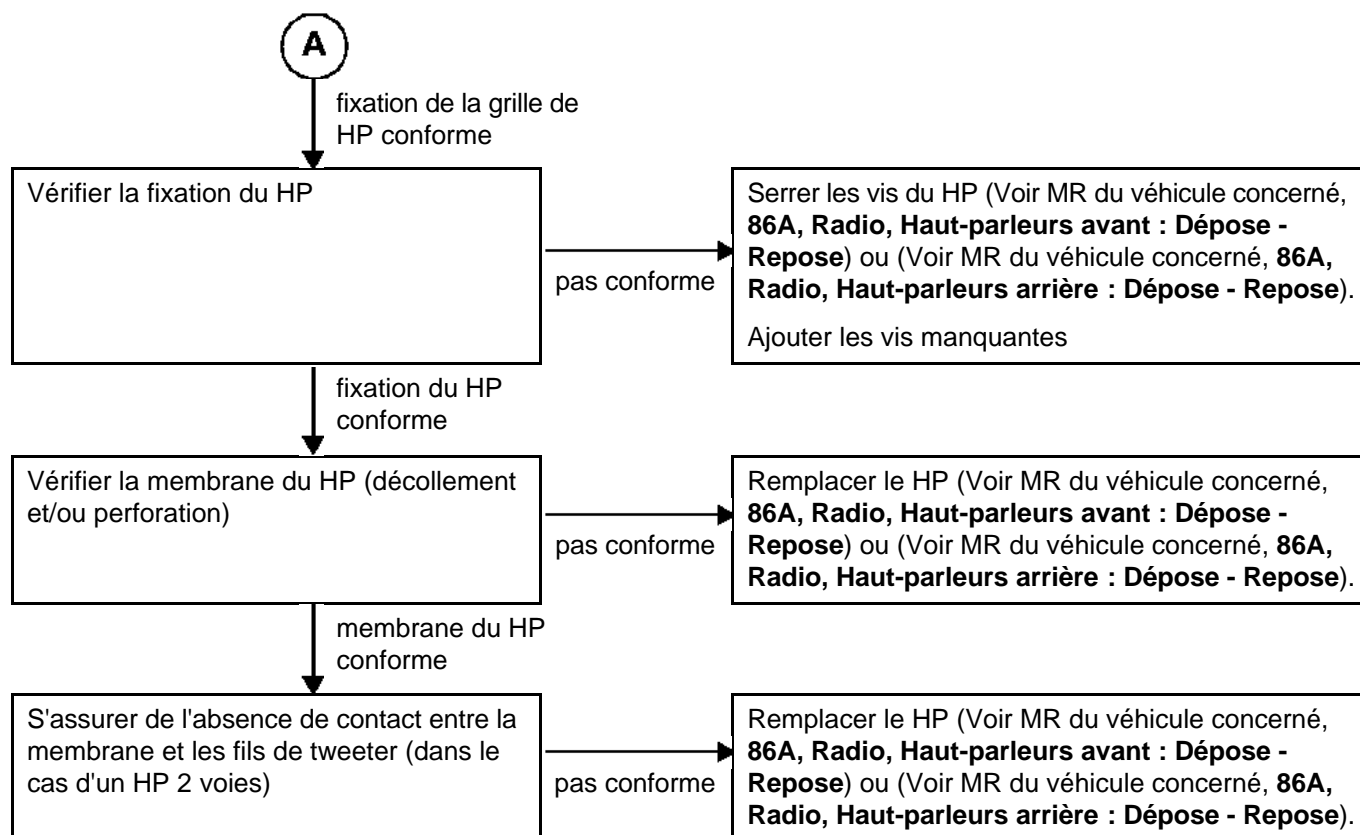 A
fixation de la grille de
HP conforme
Vérifier la fixation du HP
pas conforme
Serrer les vis du HP (Voir MR du véhicule concerné,
86A, Radio, Haut-parleurs avant : Dépose -
Repose) ou (Voir MR du véhicule concerné, 86A,
Radio, Haut-parleurs arrière : Dépose - Repose).
Ajouter les vis manquantes
fixation du HP
conforme
Vérifier la membrane du HP (décollement
et/ou perforation)
pas conforme
Remplacer le HP (Voir MR du véhicule concerné,
86A, Radio, Haut-parleurs avant : Dépose -
Repose) ou (Voir MR du véhicule concerné, 86A,
Radio, Haut-parleurs arrière : Dépose - Repose).
membrane du HP
conforme
S'assurer de l'absence de contact entre la
membrane et les fils de tweeter (dans le
cas d'un HP 2 voies)
pas conforme
Remplacer le HP (Voir MR du véhicule concerné,
86A, Radio, Haut-parleurs avant : Dépose -
Repose) ou (Voir MR du véhicule concerné, 86A,
Radio, Haut-parleurs arrière : Dépose - Repose).